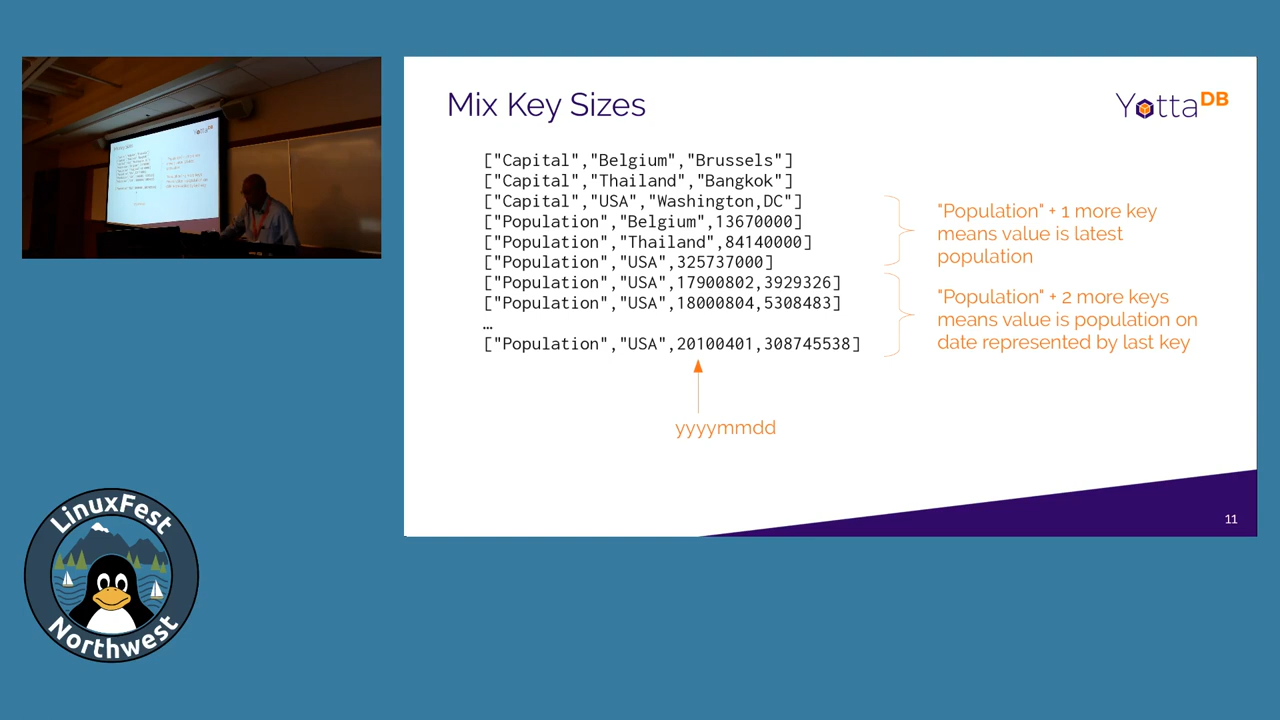 Mix Key Sizes
YottaDB
["Capital","Belgium","Brussels"]
["Capital","Thailand","Bangkok"]
["Capital","USA","Washington,DC"]
["Population","Belgium",13670000]
["Population","Thailand",84140000]
["Population","USA",325737000]
["Population","USA",17900802,3929326]
["Population","USA",18000804,5308483]
…
["Population","USA",20100401,308745538]
"Population" + 1 more key
means value is latest
population
"Population" + 2 more keys
means value is population on
date represented by last key
yyyymmdd
11
LinuxFest
Northwest